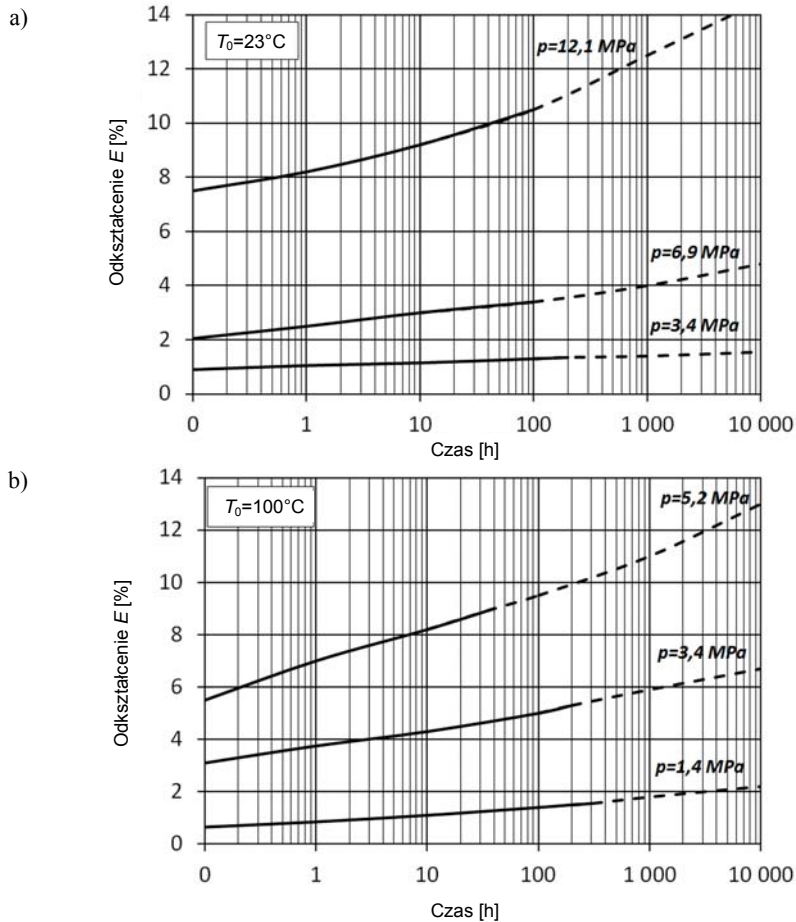 a)
14
T₀=23°C
p=12,1 MPa
12
10
8
6
p=6,9 MPa
4
p=3,4 MPa
2
0
Odkształcenie E [%]
0 1 10 100 1 000 10 000
Czas [h]
b)
14
T₀=100°C
p=5,2 MPa
12
10
8
p=3,4 MPa
6
4
p=1,4 MPa
2
0
Odkształcenie E [%]
0 1 10 100 1 000 10 000
Czas [h]